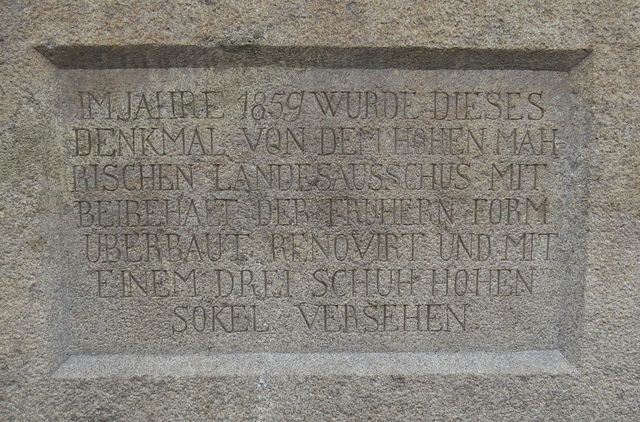 IM JAHRE 1859 WURDE DIESES
DENKMAL VON DEM HOHEN MÄH
RISCHEN LANDESAUSSCHUS MIT
BEIBEHALT DER FRÜHERN FORM
ÜBERBAUT RENOVIRT UND MIT
EINEM DREI SCHUH HOHEN
SOKEL VERSEHEN